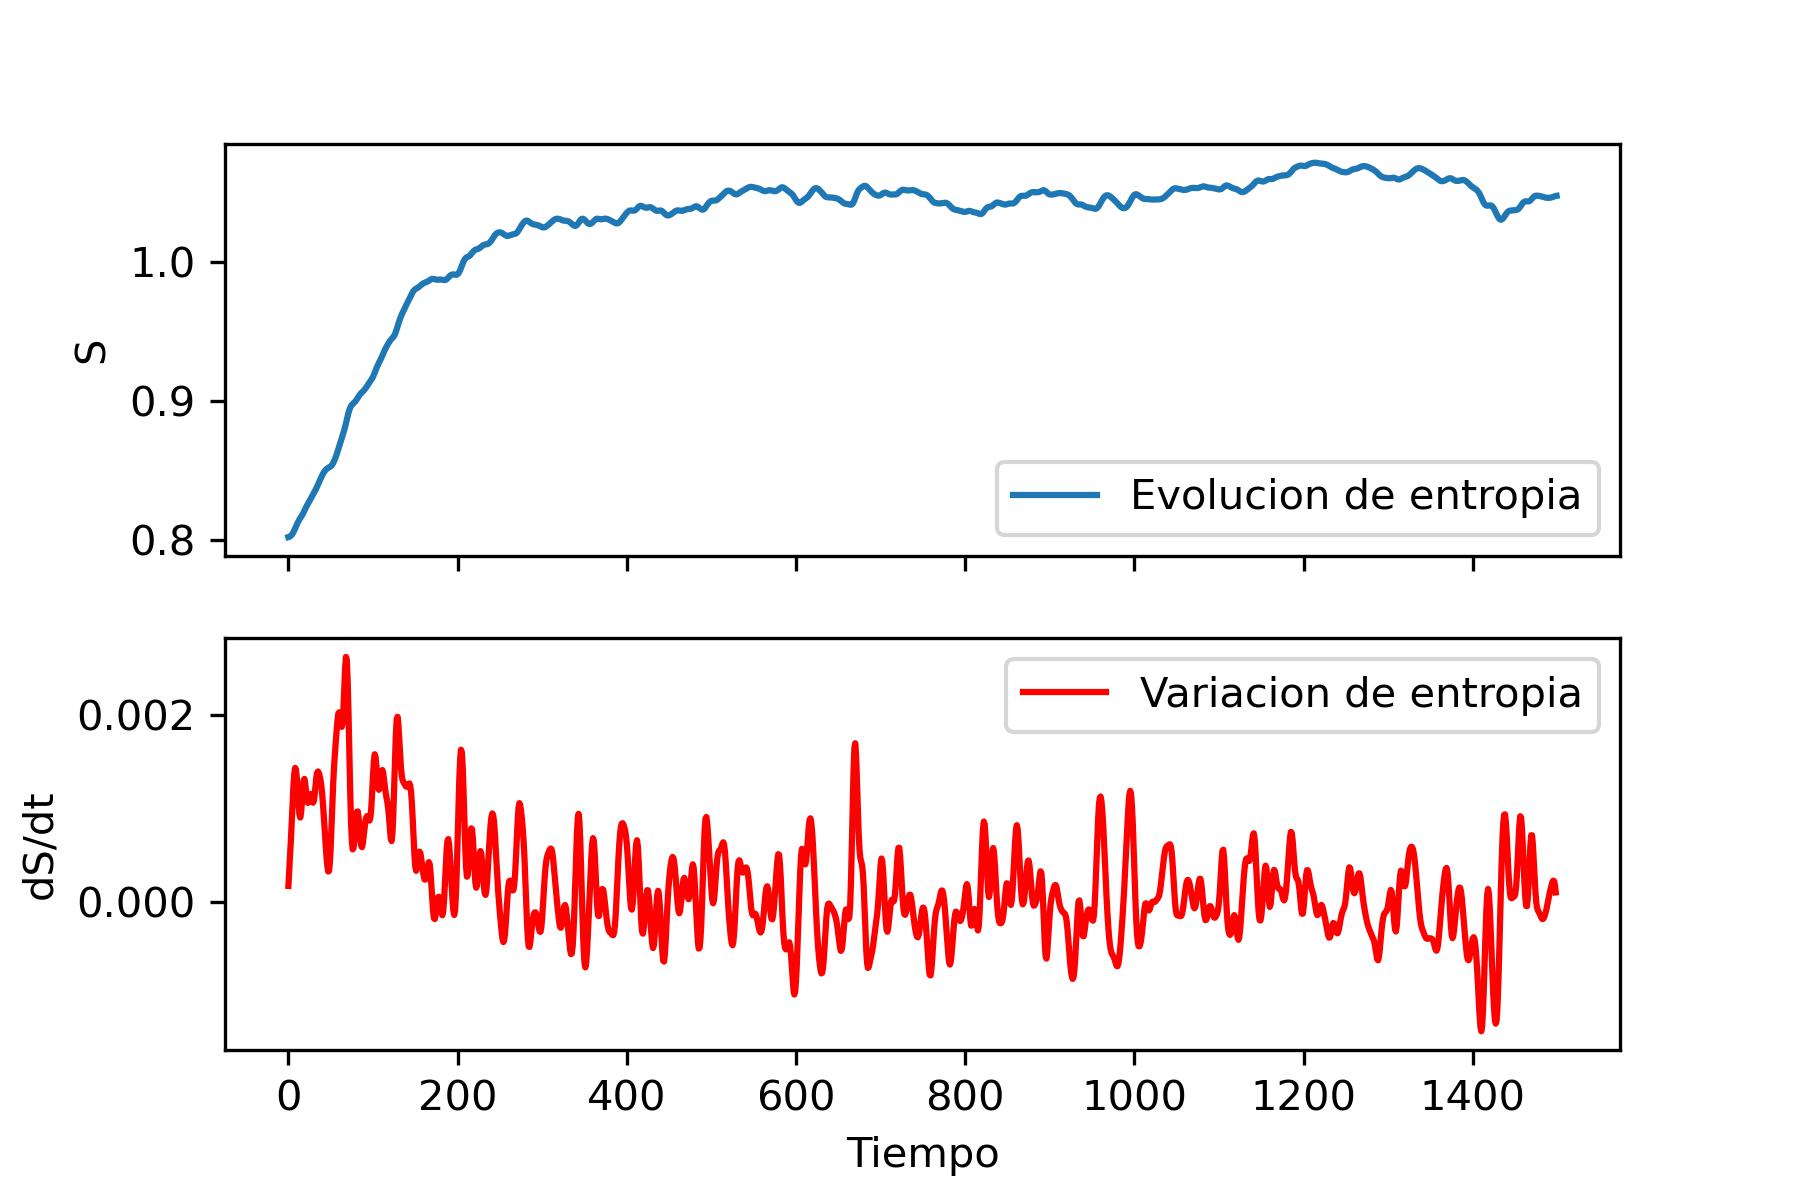 1.0
0.9
0.8
S
Evolucion de entropia
0.002
0.000
dS/dt
Variacion de entropia
0 200 400 600 800 1000 1200 1400
Tiempo